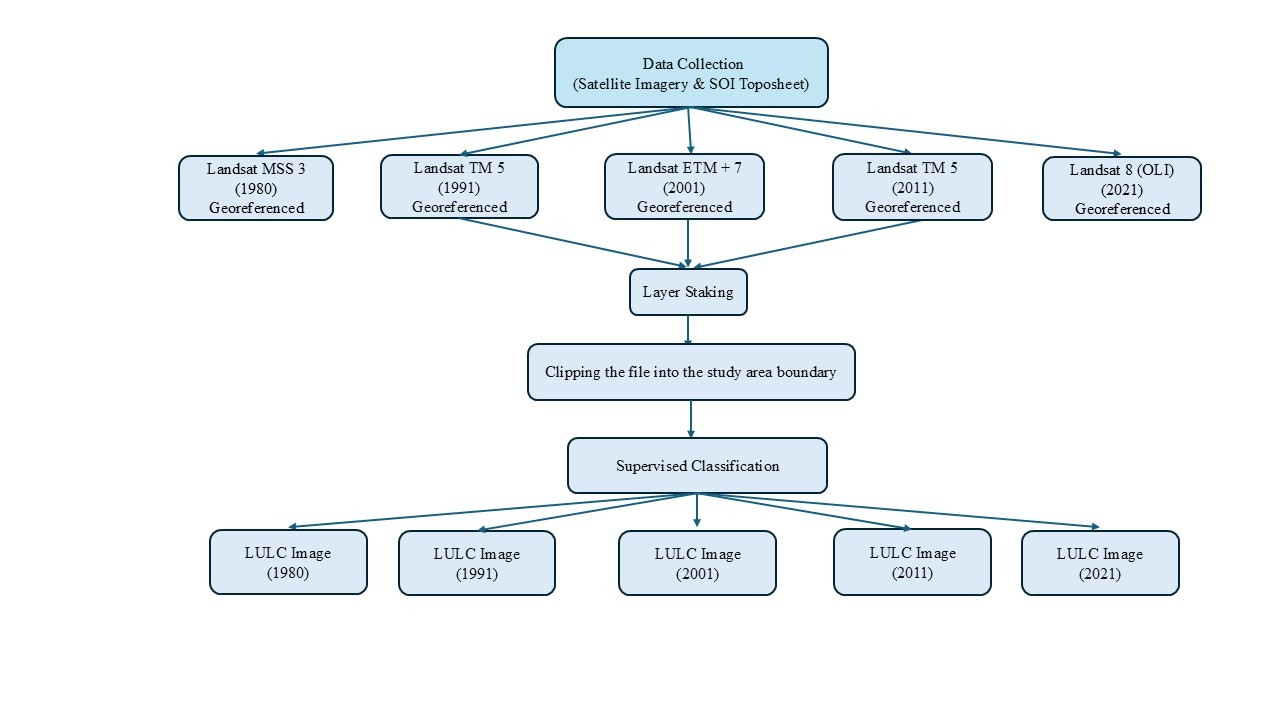 Data Collection
(Satellite Imagery & SOI Toposheet)
Landsat MSS 3
(1980)
Georeferenced
Landsat TM 5
(1991)
Georeferenced
Landsat ETM + 7
(2001)
Georeferenced
Landsat TM 5
(2011)
Georeferenced
Landsat 8 (OLI)
(2021)
Georeferenced
Layer Staking
Clipping the file into the study area boundary
Supervised Classification
LULC Image
(1980)
LULC Image
(1991)
LULC Image
(2001)
LULC Image
(2011)
LULC Image
(2021)